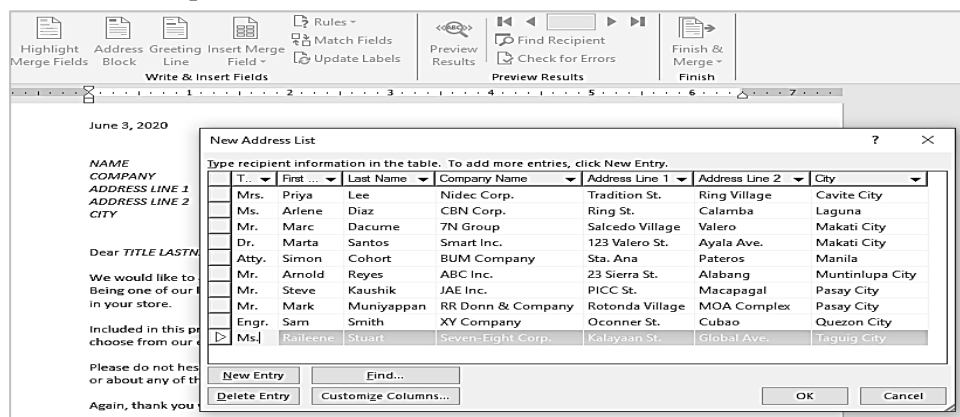 Highlight Merge Fields
Address Block
Greeting Line
Insert Merge Field
Rules
Match Fields
Update Labels
Write & Insert Fields
Preview Results
ABC
Find Recipient
Check for Errors
Preview Results
Finish & Merge
Finish
1 2 3 4 5 6 7
June 3, 2020
NAME
COMPANY
ADDRESS LINE 1
ADDRESS LINE 2
CITY
Dear TITLE LASTN
We would like to
Being one of our
in your store.
Included in this pr
choose from our
Please do not hes
or about any of th
Again, thank you
New Address List ? ×
Type recipient information in the table. To add more entries, click New Entry.
T.. First ... Last Name Company Name Address Line 1 Address Line 2 City
Mrs. Priya Lee Nidec Corp. Tradition St. Ring Village Cavite City
Ms. Arlene Diaz CBN Corp. Ring St. Calamba Laguna
Mr. Marc Dacume 7N Group Salcedo Village Valero Makati City
Dr. Marta Santos Smart Inc. 123 Valero St. Ayala Ave. Makati City
Atty. Simon Cohort BUM Company Sta. Ana Pateros Manila
Mr. Arnold Reyes ABC Inc. 23 Sierra St. Alabang Muntinlupa City
Mr. Steve Kaushik JAE Inc. PICC St. Macapagal Pasay City
Mr. Mark Muniyappan RR Donn & Company Rotonda Village MOA Complex Pasay City
Engr. Sam Smith XY Company Oconner St. Cubao Quezon City
Ms. Raileene Stuart Seven-Eight Corp. Kalayaan St. Global Ave. Taguig City
New Entry Find...
Delete Entry Customize Columns... OK Cancel